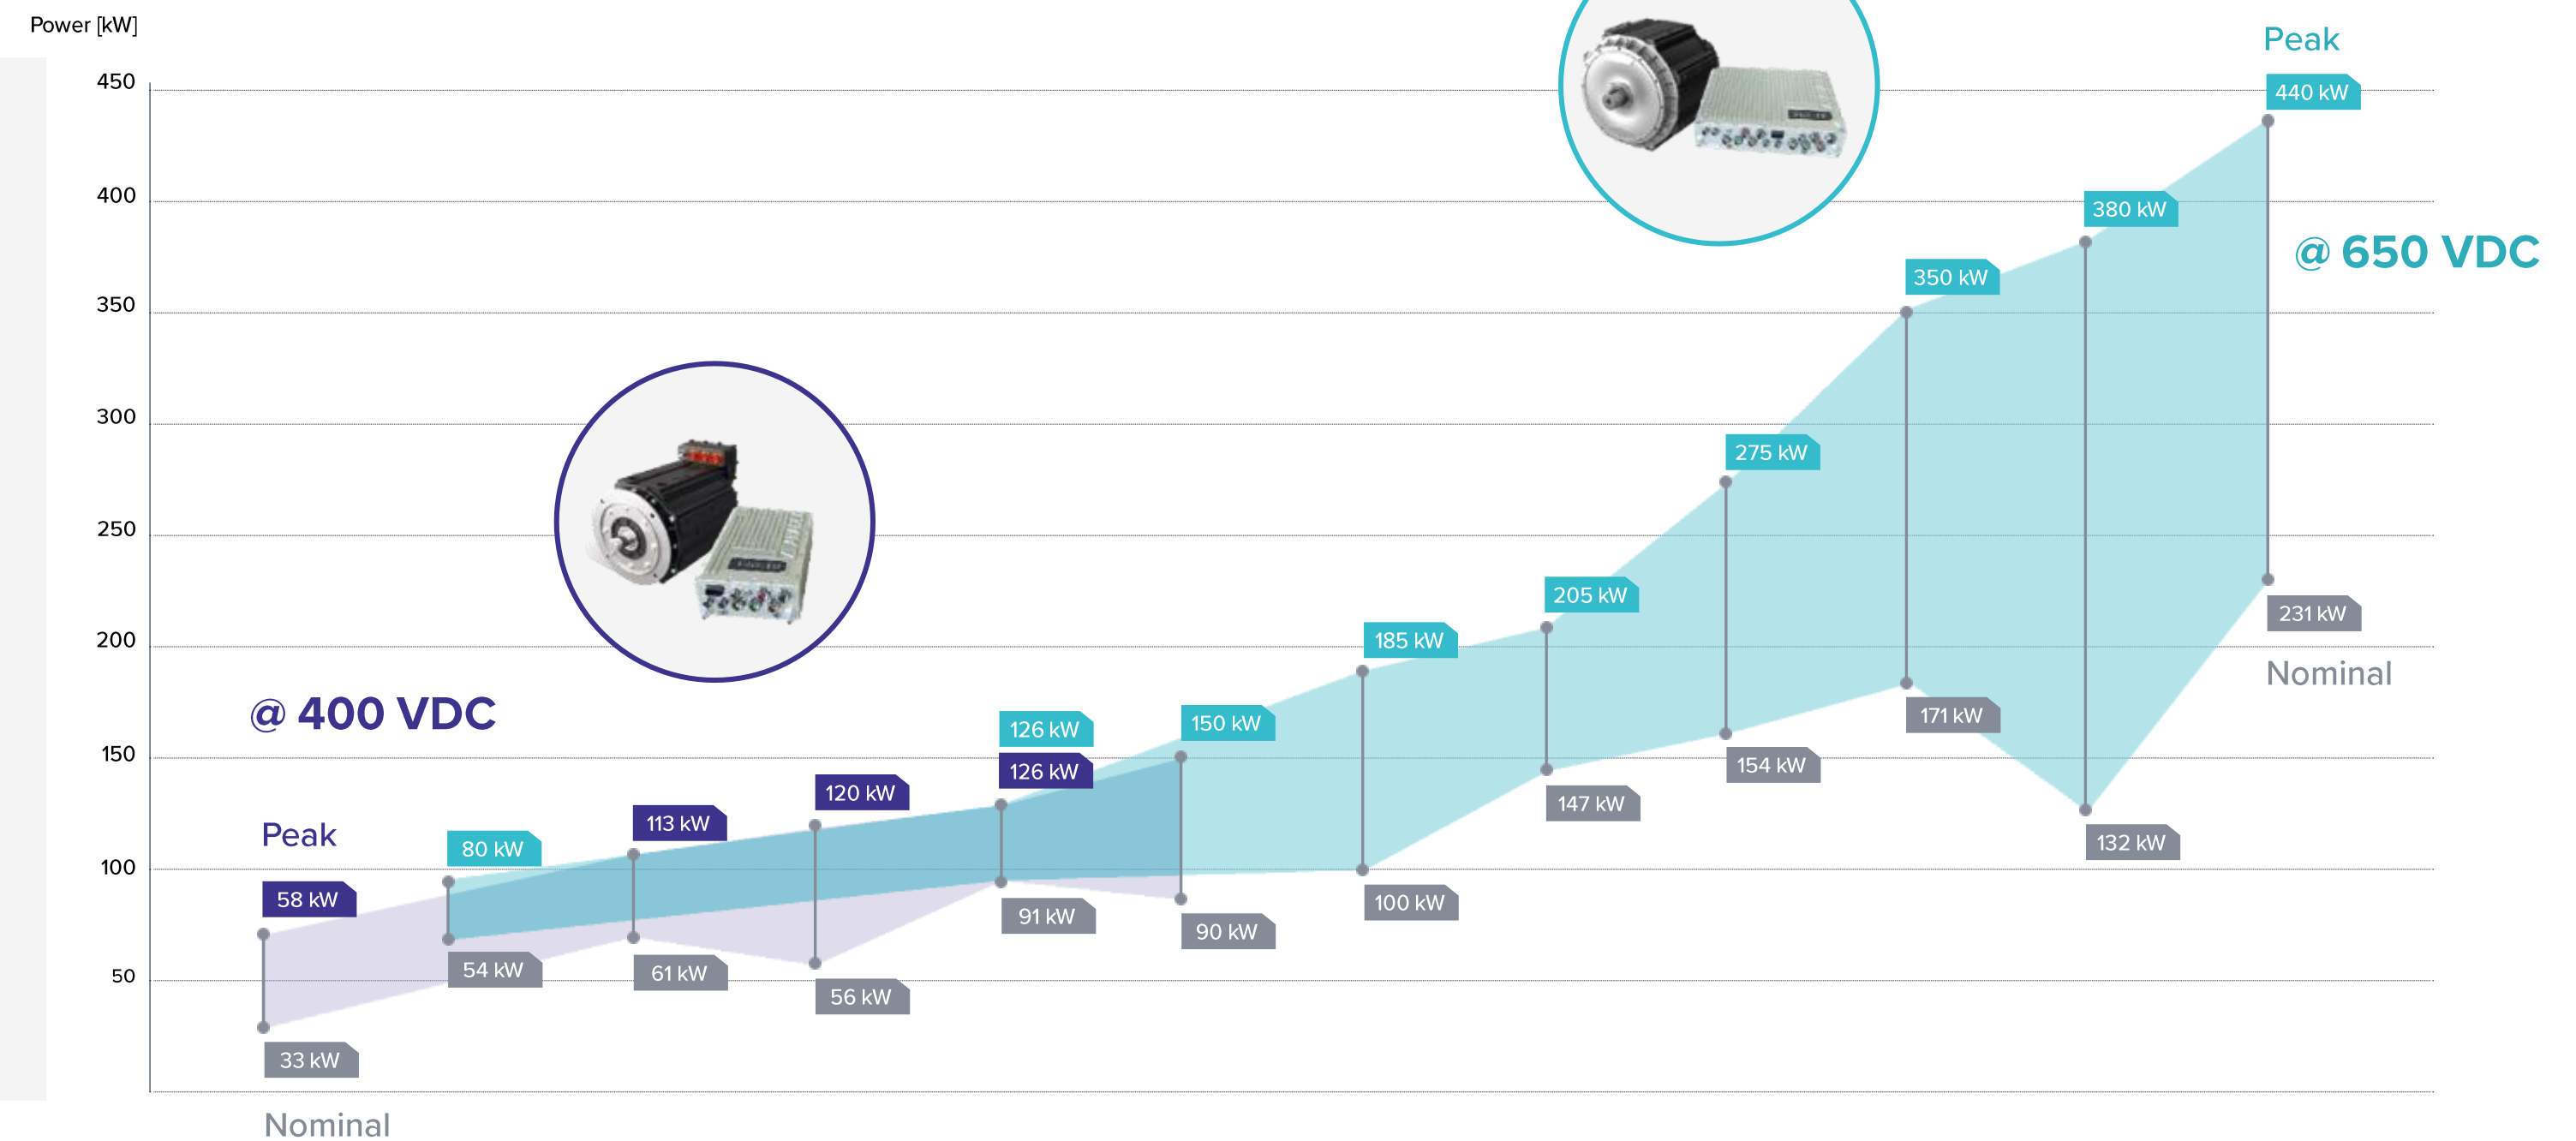 Power [kW]
Peak
450
440 kW
400
380 kW
@ 650 VDC
350 kW
350
300
275 kW
250
205 kW
231 kW
200
185 kW
Nominal
@ 400 VDC
171 kW
126 kW
150 kW
150
126 kW
154 kW
120 kW
147 kW
113 kW
Peak
132 kW
80 kW
100
58 kW
100 kW
91 kW
90 kW
54 kW
61 kW
50
56 kW
33 kW
Nominal